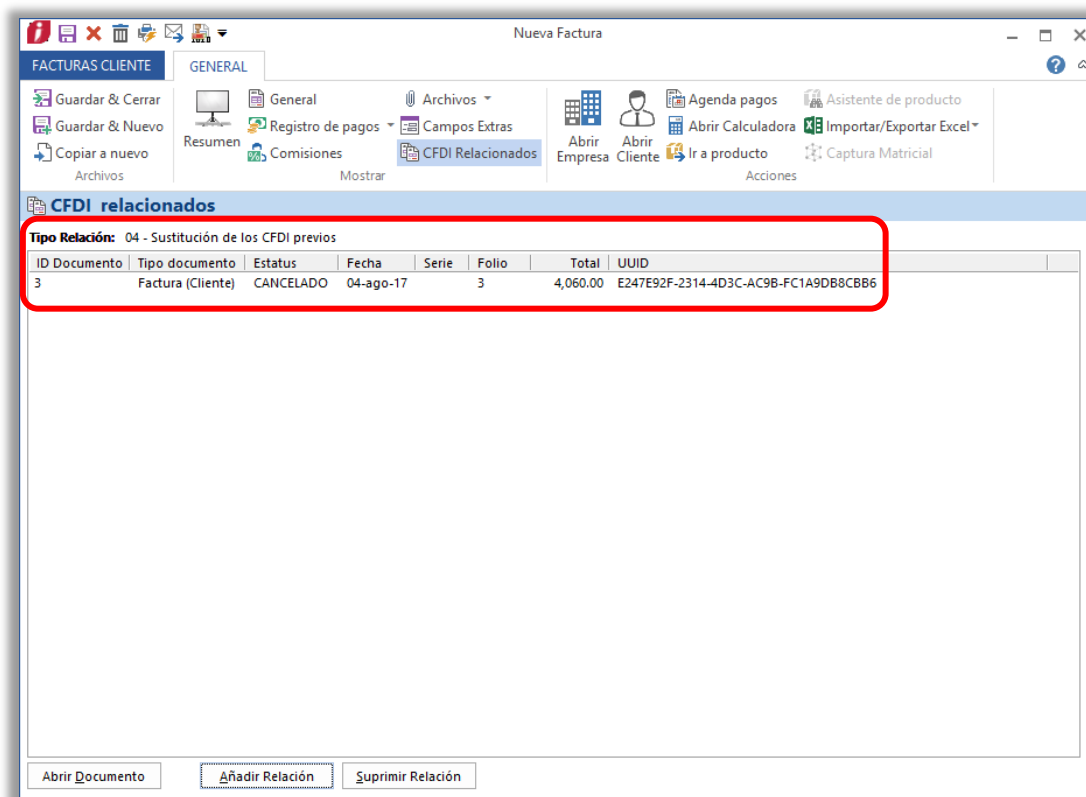 Nueva Factura
FACTURAS CLIENTE GENERAL
Guardar & Cerrar
Guardar & Nuevo
Copiar a nuevo
Archivos
Resumen
General
Registro de pagos
Comisiones
Archivos
Campos Extras
CFDI Relacionados
Mostrar
Abrir Empresa
Abrir Cliente
Agenda pagos
Abrir Calculadora
Ir a producto
Asistente de producto
Importar/Exportar Excel
Captura Matricial
Acciones
CFDI relacionados
Tipo Relación: 04 - Sustitución de los CFDI previos
ID Documento Tipo documento Estatus Fecha Serie Folio Total UUID
3 Factura (Cliente) CANCELADO 04-ago-17 3 4,060.00 E247E92F-2314-4D3C-AC9B-FC1A9DB8CBB6
Abrir Documento Añadir Relación Suprimir Relación